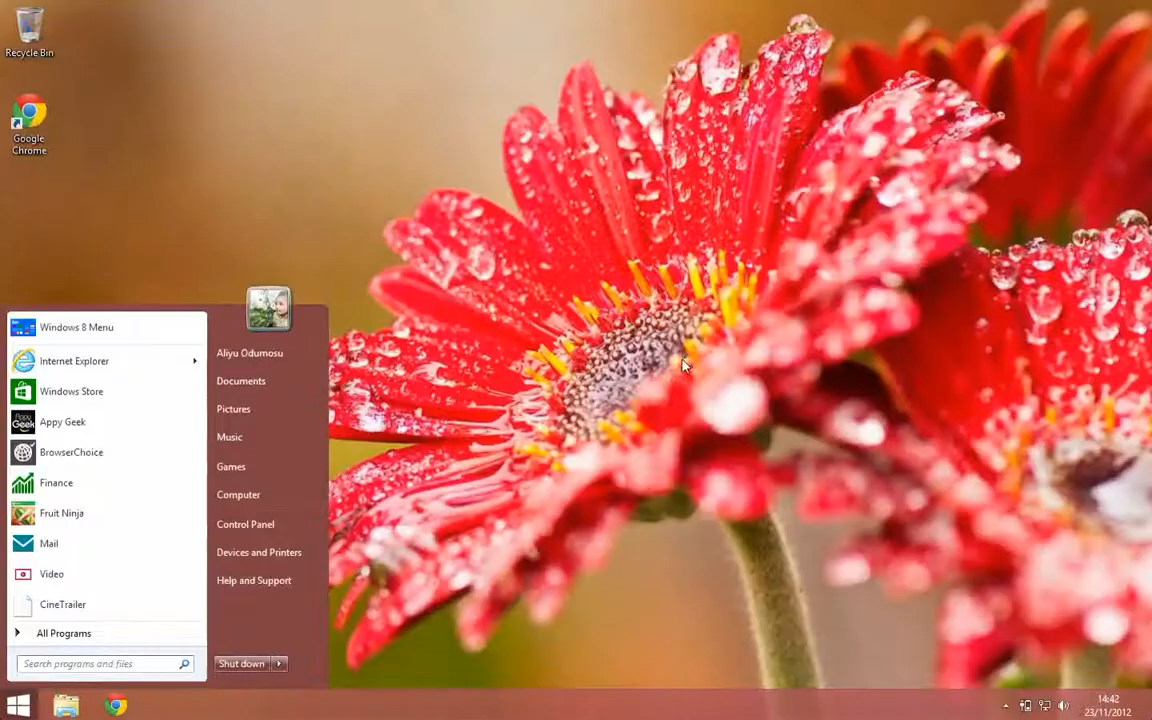 Recycle Bin
Google
Chrome
Windows 8 Menu
Internet Explorer
Windows Store
Appy
Geek
Appy Geek
BrowserChoice
Finance
Fruit Ninja
Mail
Video
CineTrailer
All Programs
Search programs and files
Aliyu Odumosu
Documents
Pictures
Music
Games
Computer
Control Panel
Devices and Printers
Help and Support
Shut down
14:42
23/11/2012